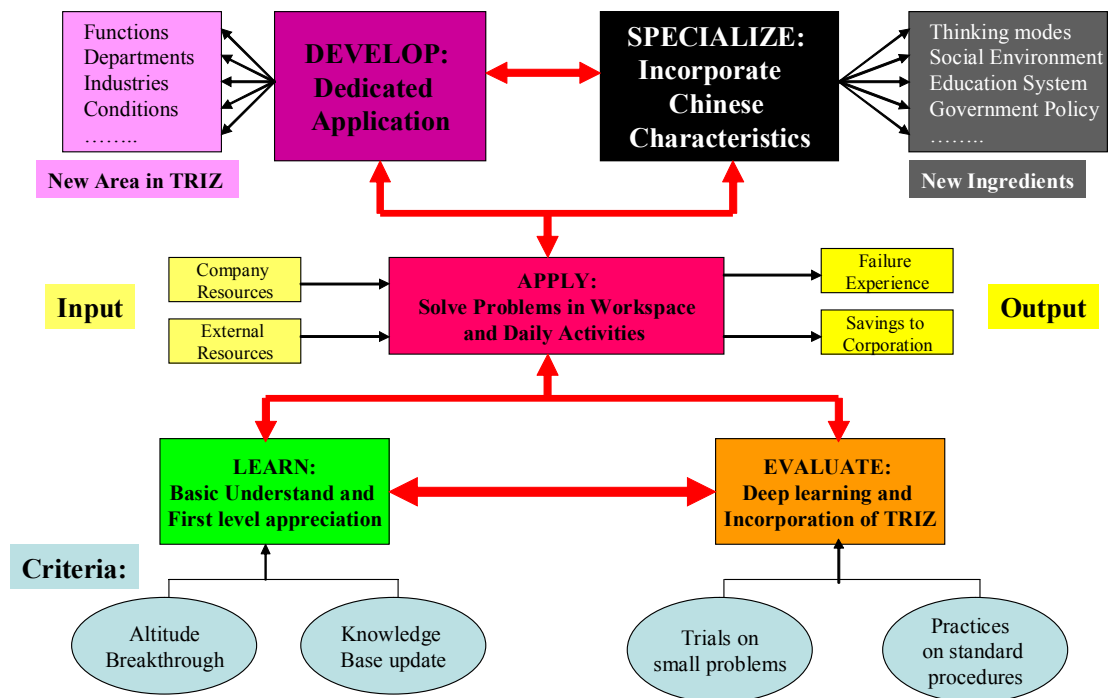 Functions
Departments
Industries
Conditions
……..
New Area in TRIZ
DEVELOP:
Dedicated
Application
SPECIALIZE:
Incorporate
Chinese
Characteristics
Thinking modes
Social Environment
Education System
Government Policy
……..
New Ingredients
Input
Company
Resources
External
Resources
APPLY:
Solve Problems in Workspace
and Daily Activities
Failure
Experience
Savings to
Corporation
Output
LEARN:
Basic Understand and
First level appreciation
EVALUATE:
Deep learning and
Incorporation of TRIZ
Criteria:
Altitude
Breakthrough
Knowledge
Base update
Trials on
small problems
Practices
on standard
procedures